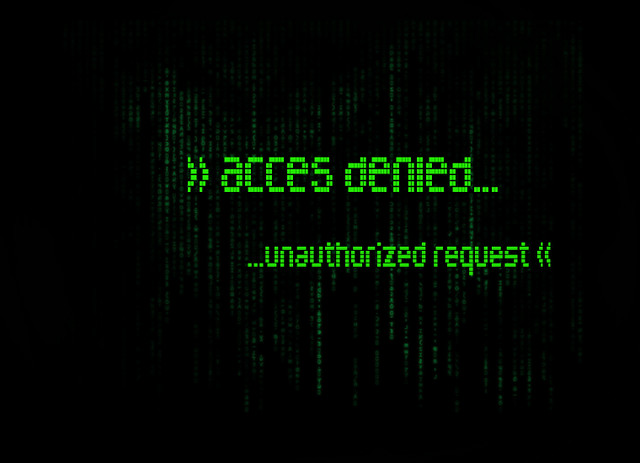 » acces denied...
...unauthorized request «